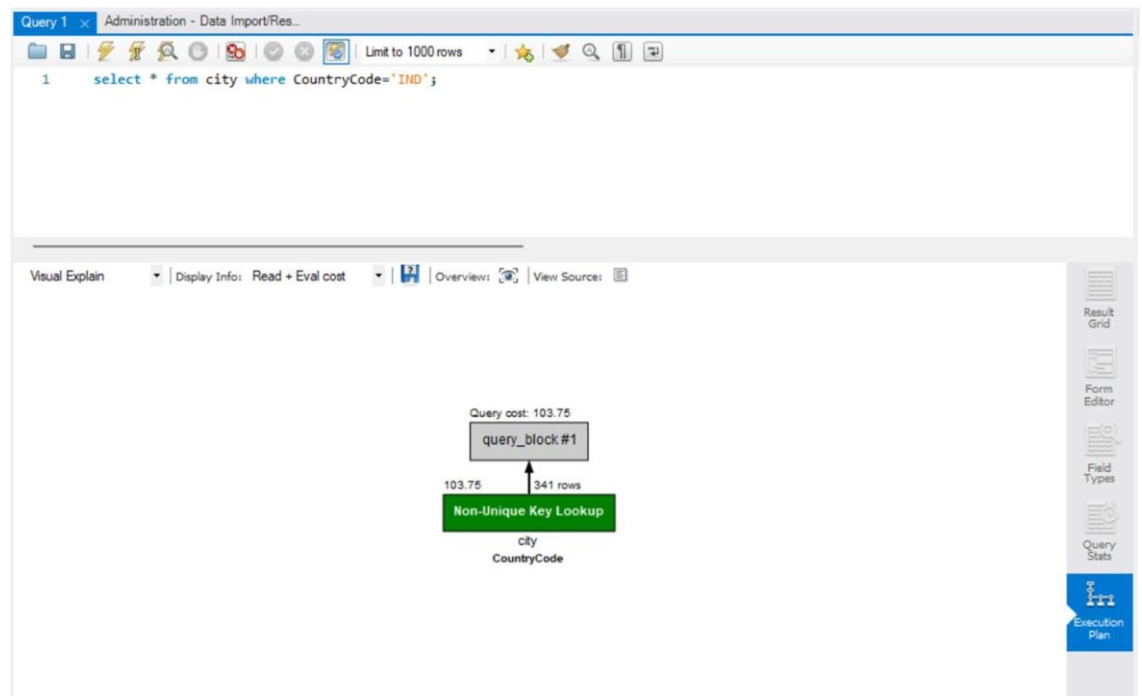 Query 1 Administration - Data Import/Res...
Limit to 1000 rows
1 select * from city where CountryCode='IND';
Visual Explain Display Info: Read + Eval cost Overview: View Source:
Result
Grid
Form
Editor
Field
Types
Query
Stats
Execution
Plan
Query cost: 103.75
query_block #1
103.75 341 rows
Non-Unique Key Lookup
city
CountryCode